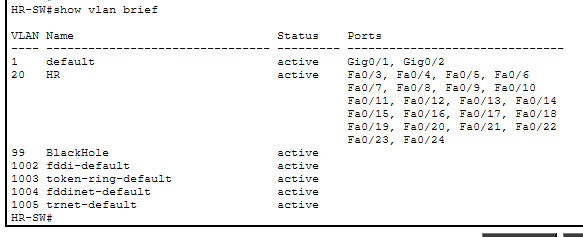 HR-SW#show vlan brief
VLAN Name                             Status    Ports
---- -------------------------------- --------- -------------------------------
1    default                          active    Gig0/1, Gig0/2
20   HR                               active    Fa0/3, Fa0/4, Fa0/5, Fa0/6
                                                Fa0/7, Fa0/8, Fa0/9, Fa0/10
                                                Fa0/11, Fa0/12, Fa0/13, Fa0/14
                                                Fa0/15, Fa0/16, Fa0/17, Fa0/18
                                                Fa0/19, Fa0/20, Fa0/21, Fa0/22
                                                Fa0/23, Fa0/24
99   BlackHole                        active
1002 fddi-default                     active
1003 token-ring-default               active
1004 fddinet-default                  active
1005 trnet-default                    active
HR-SW#